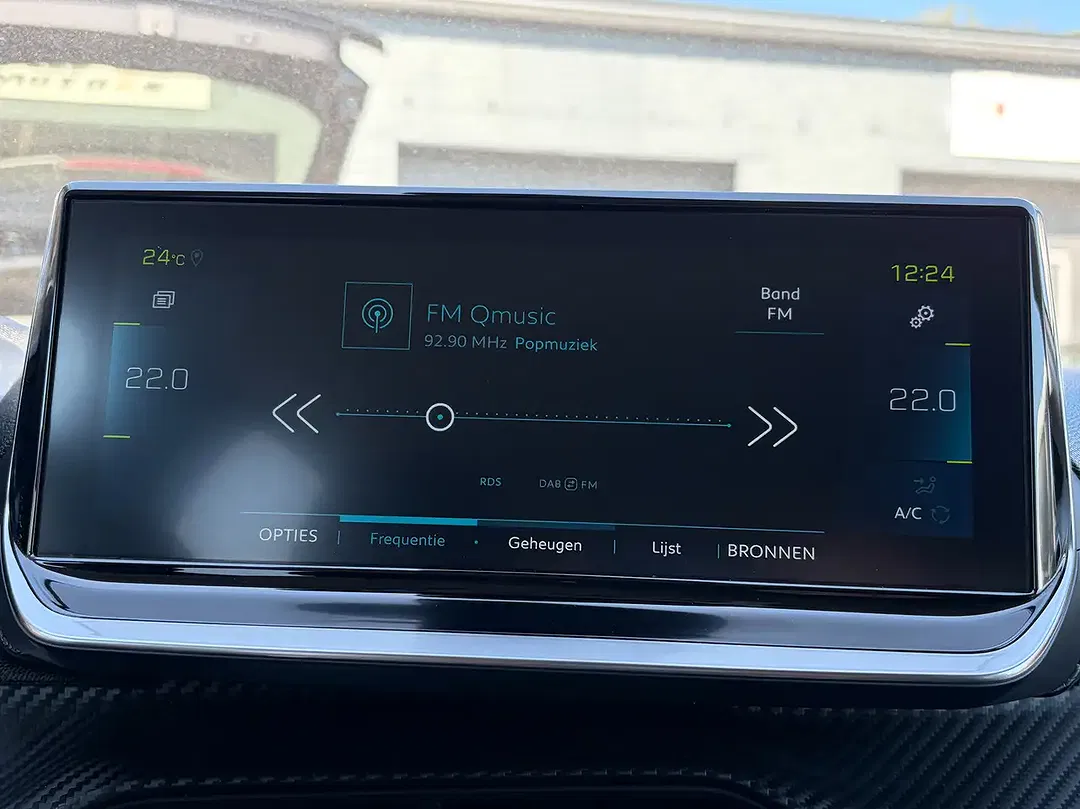 24°C
12:24
Band
FM
FM Qmusic
92.90 MHz Popmuziek
22.0
22.0
RDS
DAB FM
A/C
OPTIES | Frequentie • Geheugen | Lijst | BRONNEN